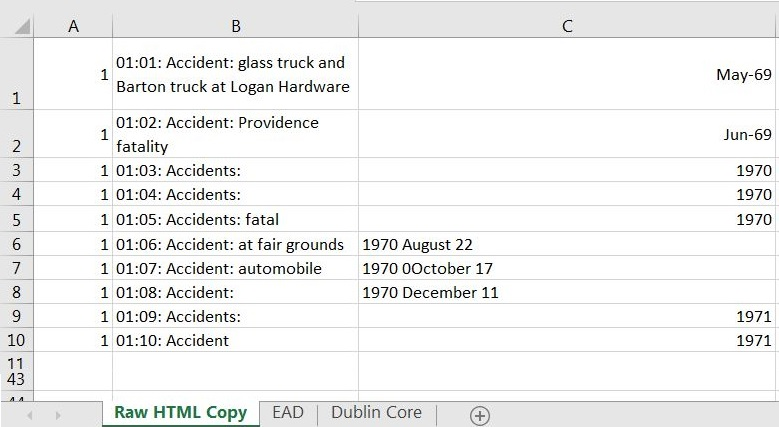 A B C
01:01: Accident: glass truck and
1 1 Barton truck at Logan Hardware May-69
01:02: Accident: Providence
2 1 fatality Jun-69
3 1 01:03: Accidents: 1970
4 1 01:04: Accidents: 1970
5 1 01:05: Accidents: fatal 1970
6 1 01:06: Accident: at fair grounds 1970 August 22
7 1 01:07: Accident: automobile 1970 0October 17
8 1 01:08: Accident: 1970 December 11
9 1 01:09: Accidents: 1971
10 1 01:10: Accident 1971
11
43
Raw HTML Copy EAD Dublin Core